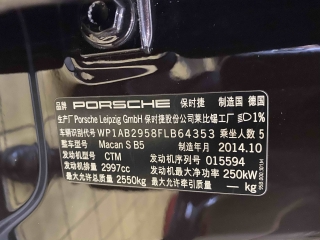 品牌 PORSCHE 保时捷 制造国 德国
生产厂 Porsche Leipzig GmbH 保时捷股份公司莱比锡工厂 1%
车辆识别代号 WP1AB2958FLB64353 乘坐人数 5
整车型号 Macan S B5 制造年月 2014.10
发动机型号 CTM 发动机序列号 015594
发动机排量 2997cc 发动机最大净功率 250kW
最大允许总质量 2550kg 最大允许牵引质量 — kg